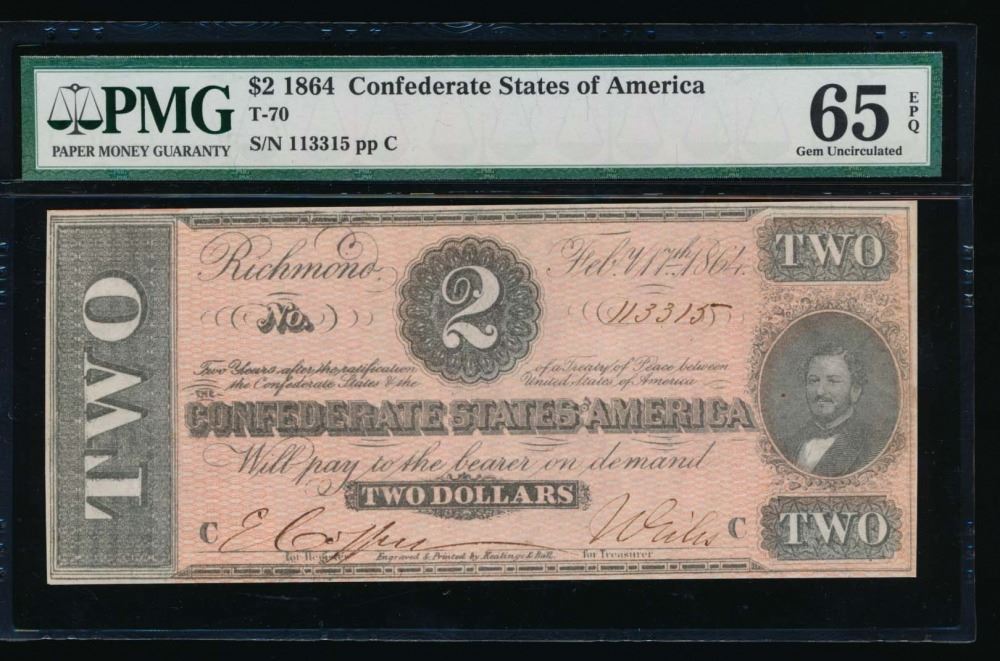 PMG
PAPER MONEY GUARANTY
$2 1864 Confederate States of America
T-70
S/N 113315 pp C
65 EPQ
Gem Uncirculated
TWO
Richmond
2
Feby. 17th. 1864.
TWO
No.
113315
Two Years after the ratification of a Treaty of Peace between
the Confederate States & the United States of America
THE
CONFEDERATE STATES AMERICA
Will pay to the bearer on demand
TWO DOLLARS
C
C
TWO
for Register
Engraved & Printed by Keatinge & Ball
for Treasurer